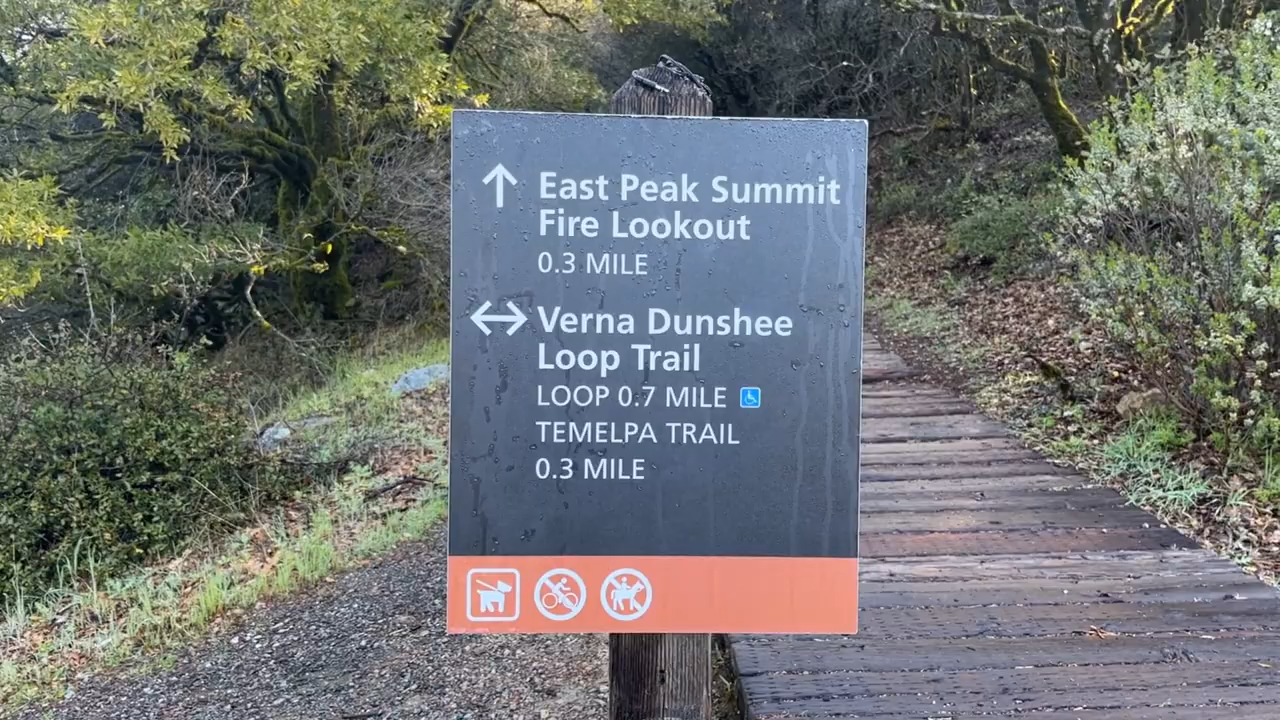 East Peak Summit
Fire Lookout
0.3 MILE
Verna Dunshee
Loop Trail
LOOP 0.7 MILE
TEMELPA TRAIL
0.3 MILE